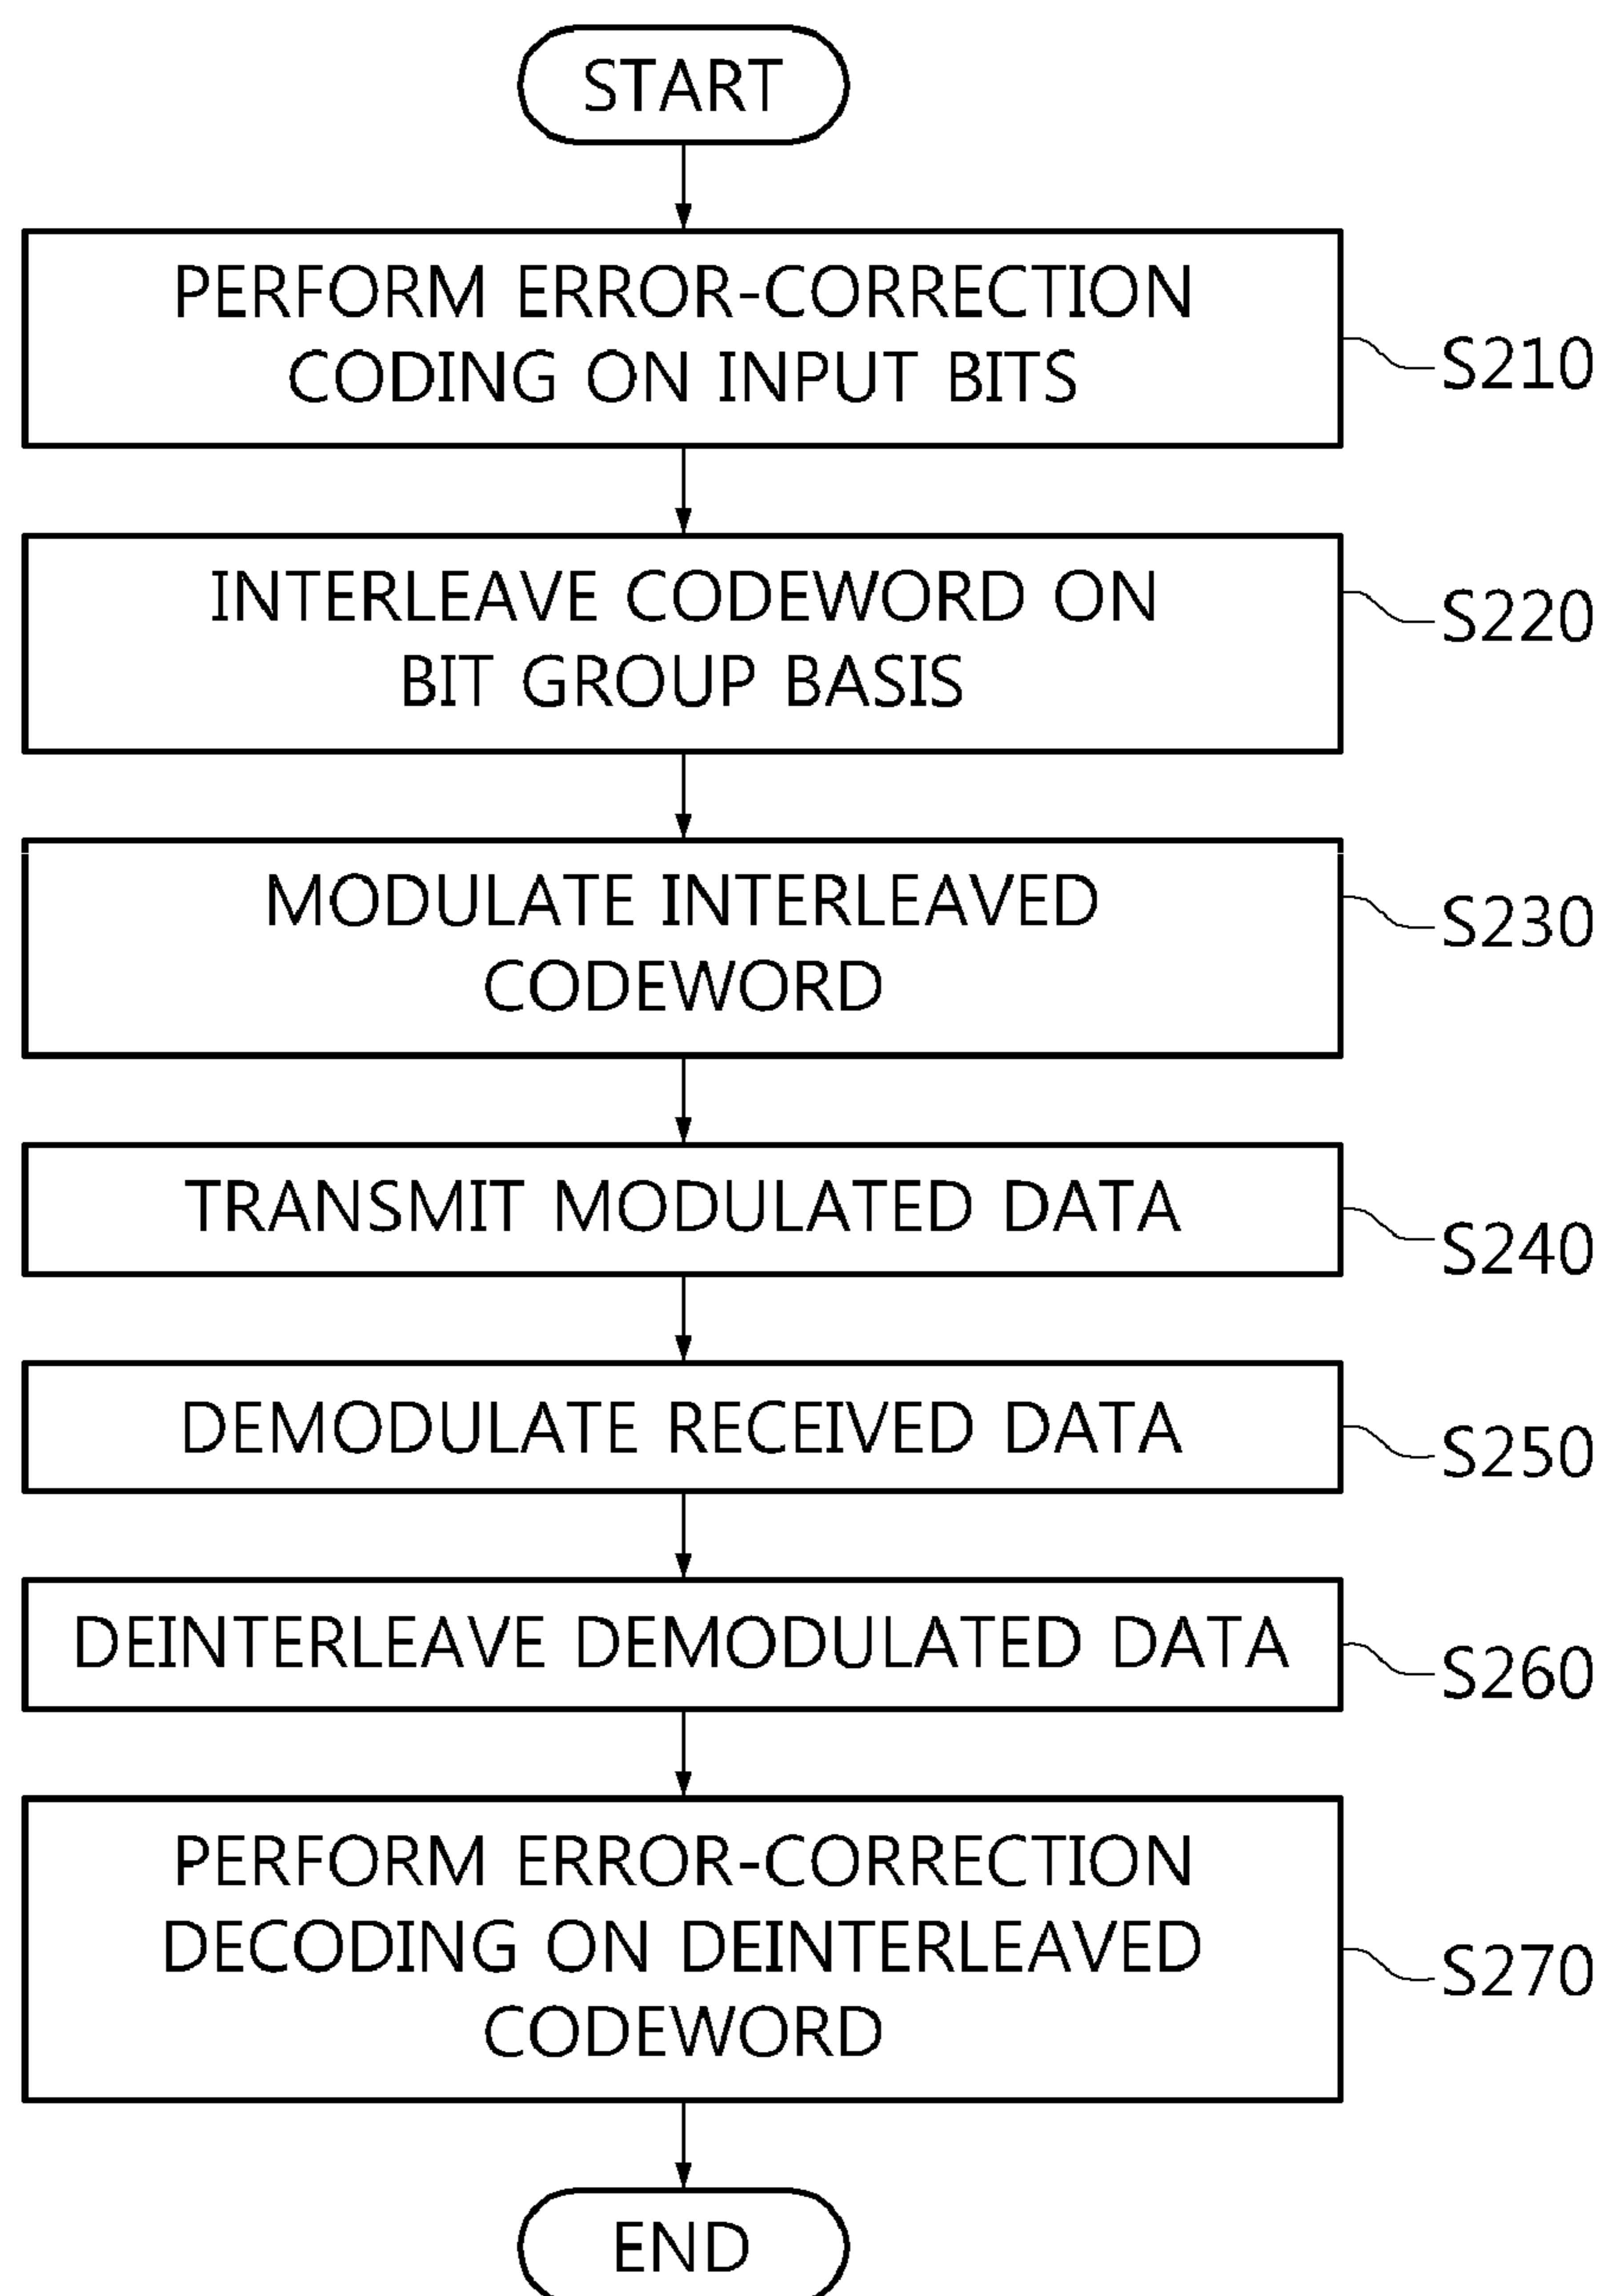 START
PERFORM ERROR-CORRECTION
CODING ON INPUT BITS
S210
INTERLEAVE CODEWORD ON
BIT GROUP BASIS
S220
MODULATE INTERLEAVED
CODEWORD
S230
TRANSMIT MODULATED DATA
S240
DEMODULATE RECEIVED DATA
S250
DEINTERLEAVE DEMODULATED DATA
S260
PERFORM ERROR-CORRECTION
DECODING ON DEINTERLEAVED
CODEWORD
S270
END